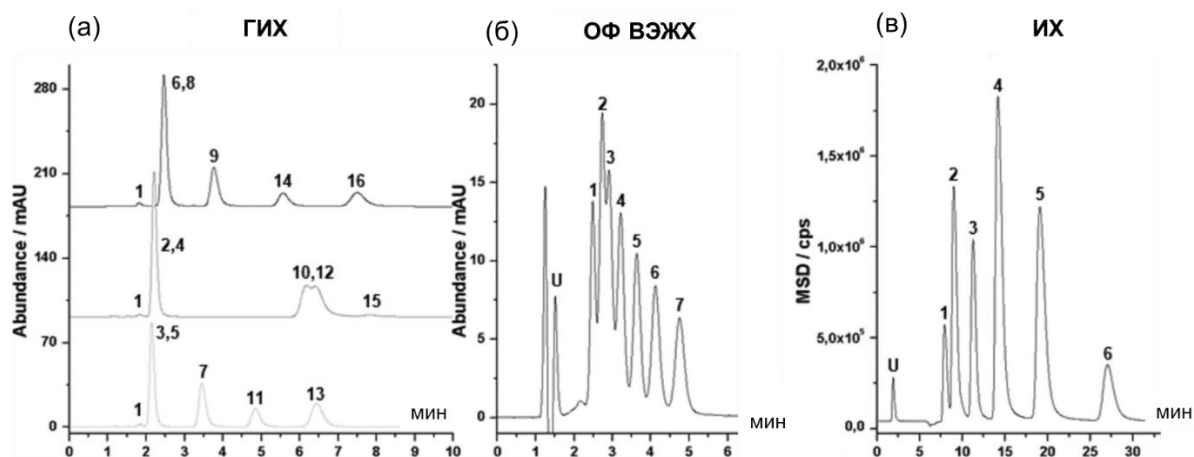 (а) ГИХ
Abundance / mAU
280
210
140
70
0
6,8
9
14
16
1
2,4
10,12
15
1
3,5
7
11
13
1
мин
0 1 2 3 4 5 6 7 8 9 10
(б) ОФ ВЭЖХ
Abundance / mAU
20
15
10
5
0
U
1
2
3
4
5
6
7
0 1 2 3 4 5 6
мин
(в) ИХ
MSD / cps
2,0x10⁶
1,5x10⁶
1,0x10⁶
5,0x10⁵
0,0
U
1
2
3
4
5
6
мин
0 5 10 15 20 25 30